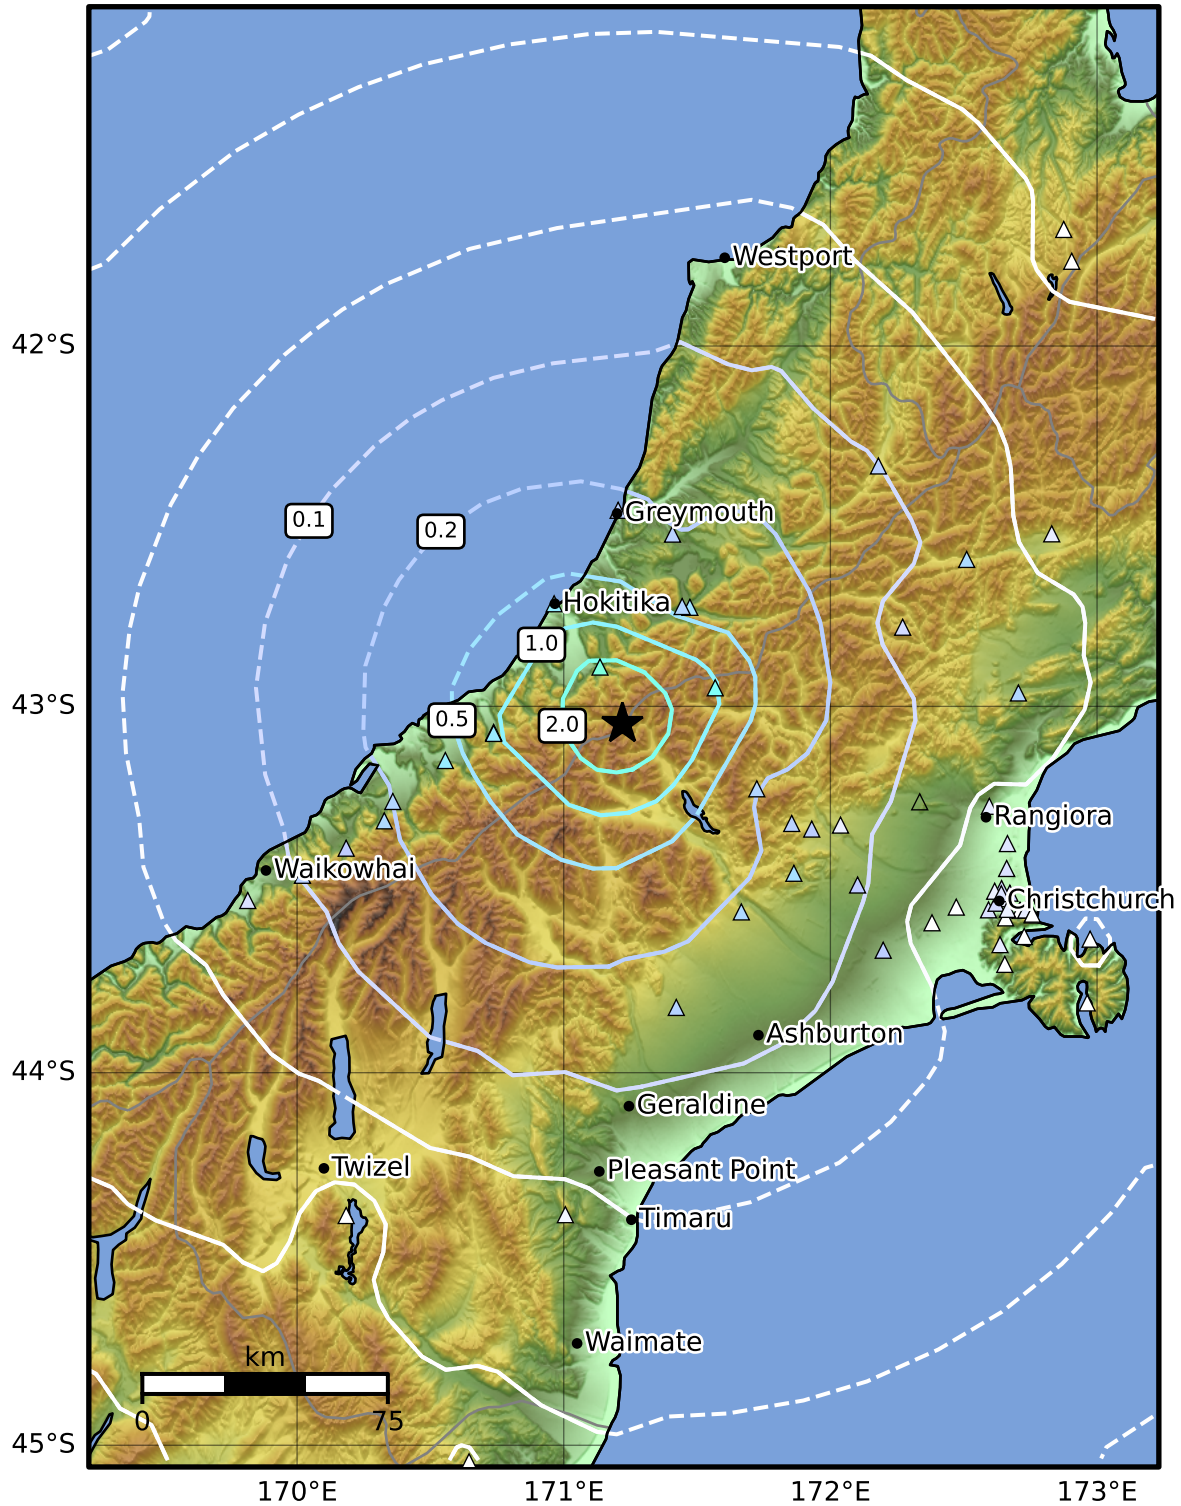 Westport
42°S
0.1
Greymouth
0.2
Hokitika
1.0
43°S
0.5
2.0
Rangiora
Waikowhai
Christchurch
Ashburton
44°S
Geraldine
Twizel
Pleasant Point
Timaru
Waimate
km
0
75
45°S
170°E
171°E
172°E
173°E